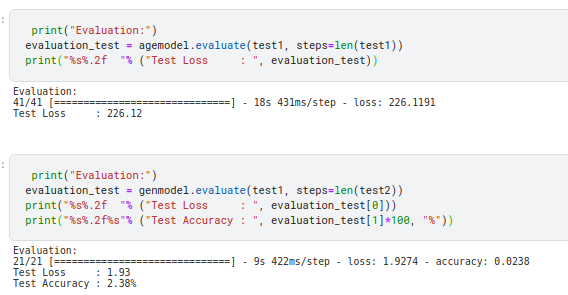 print("Evaluation:")
evaluation_test = agemodel.evaluate(test1, steps=len(test1))
print("%s%.2f  "% ("Test Loss     : ", evaluation_test))
Evaluation:
41/41 [==============================] - 18s 431ms/step - loss: 226.1191
Test Loss     : 226.12
print("Evaluation:")
evaluation_test = genmodel.evaluate(test1, steps=len(test2))
print("%s%.2f  "% ("Test Loss     : ", evaluation_test[0]))
print("%s%.2f%s"% ("Test Accuracy : ", evaluation_test[1]*100, "%"))
Evaluation:
21/21 [==============================] - 9s 422ms/step - loss: 1.9274 - accuracy: 0.0238
Test Loss     : 1.93
Test Accuracy : 2.38%